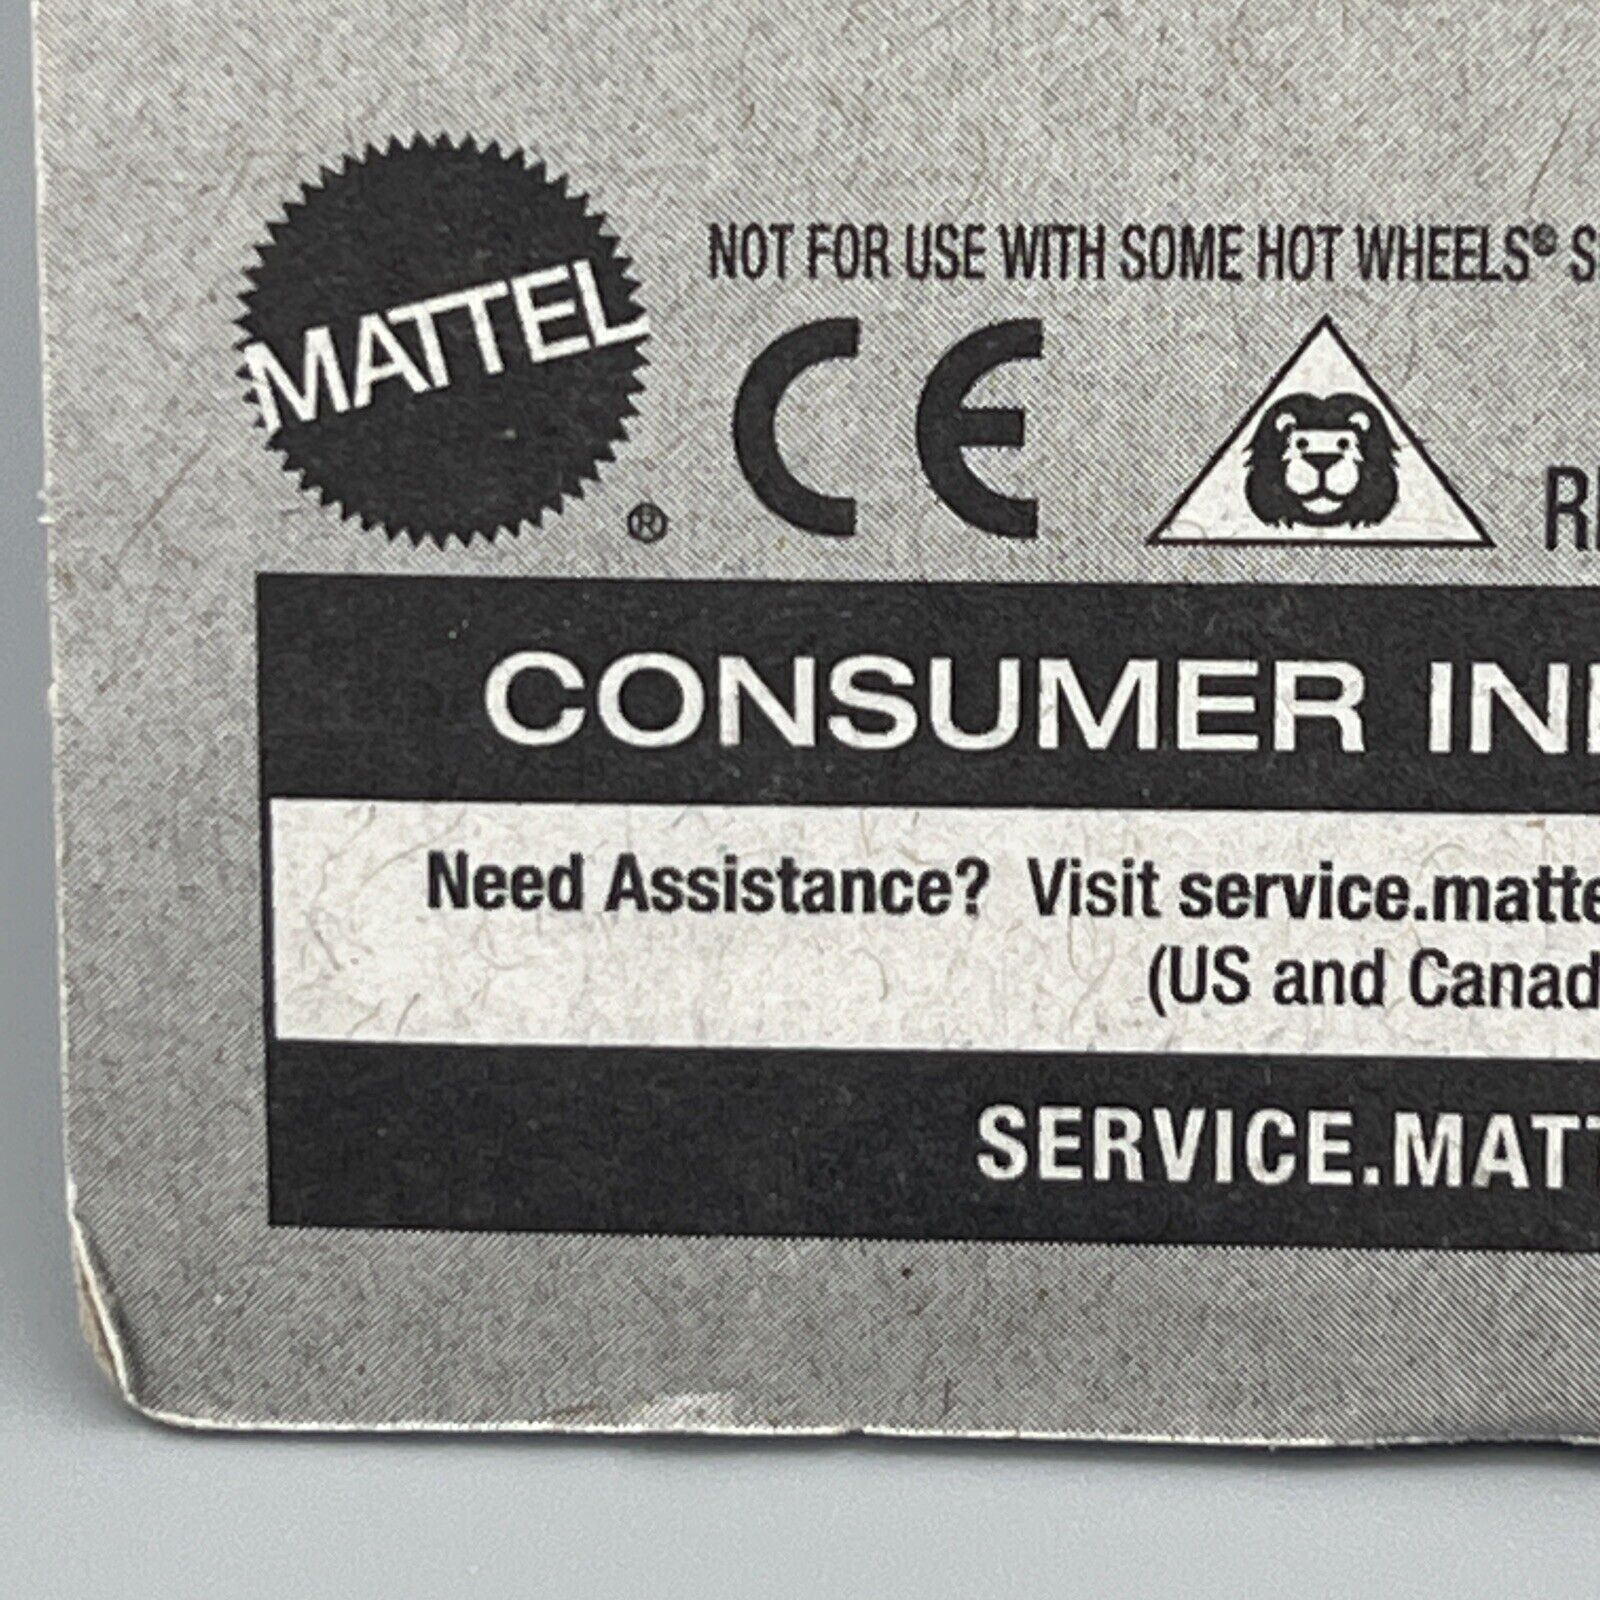 MATTEL
®
NOT FOR USE WITH SOME HOT WHEELS® S
CE
CONSUMER IN
Need Assistance? Visit service.matte
(US and Canad
SERVICE.MATT